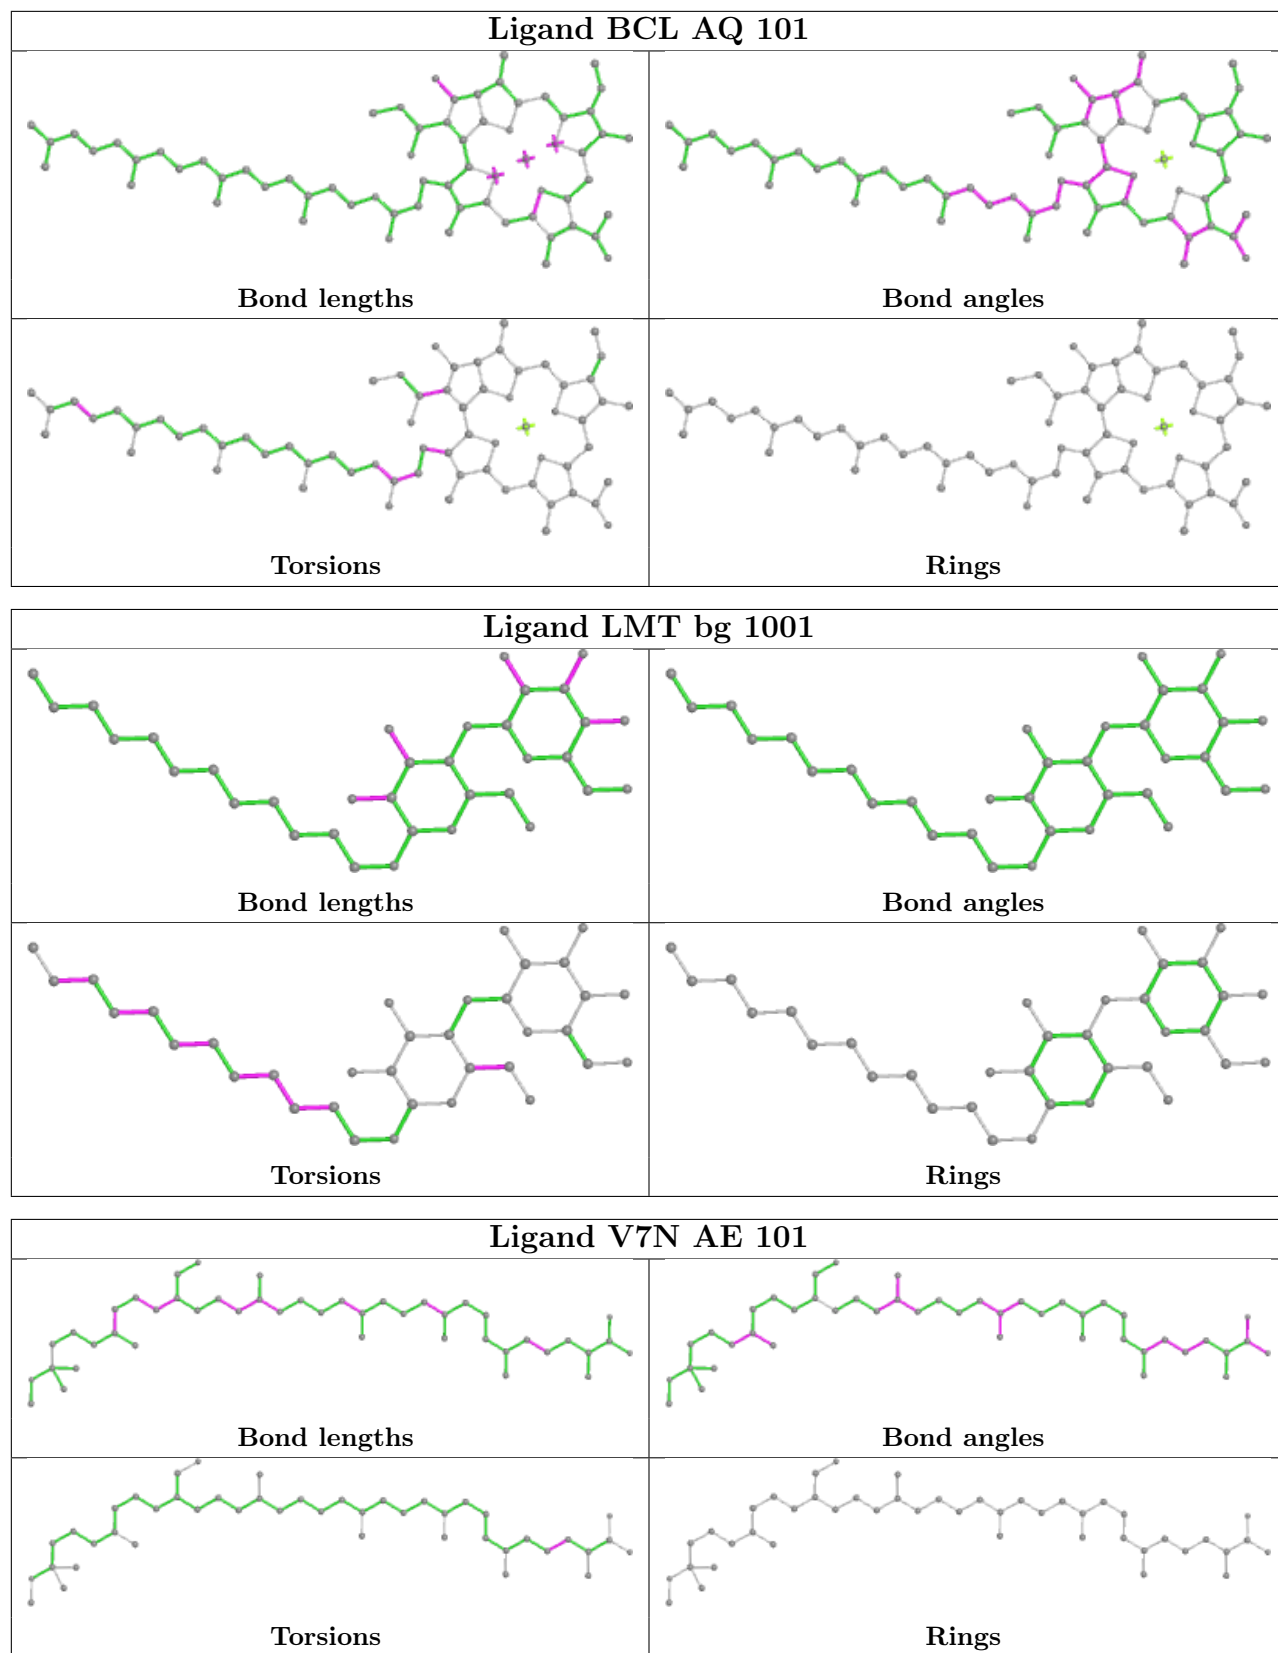 Ligand BCL AQ 101
Bond lengths
Bond angles
Torsions
Rings
Ligand LMT bg 1001
Bond lengths
Bond angles
Torsions
Rings
Ligand V7N AE 101
Bond lengths
Bond angles
Torsions
Rings